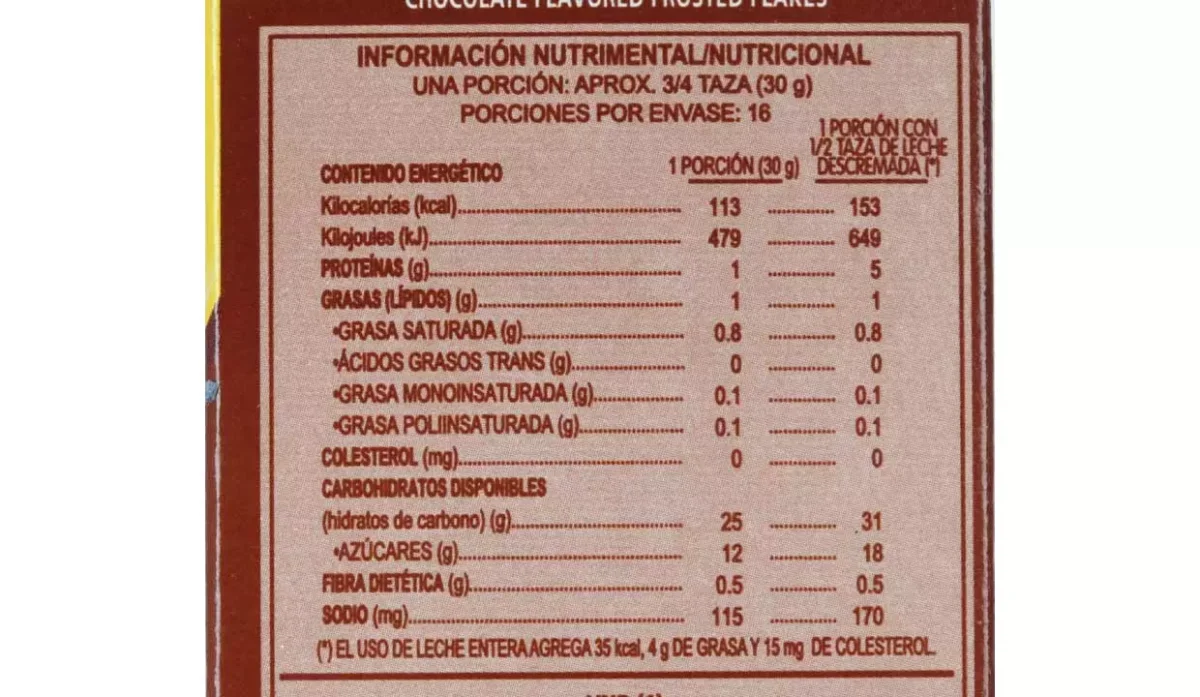 CHOCOLATE FLAVORED FROSTED FLAKES
INFORMACIÓN NUTRIMENTAL/NUTRICIONAL
UNA PORCIÓN: APROX. 3/4 TAZA (30 g)
PORCIONES POR ENVASE: 16
1 PORCIÓN CON
1/2 TAZA DE LECHE
CONTENIDO ENERGÉTICO 1 PORCIÓN (30 g) DESCREMADA (*)
Kilocalorías (kcal)........ 113 ........ 153
Kilojoules (kJ)........ 479 ........ 649
PROTEÍNAS (g)........ 1 ........ 5
GRASAS (LÍPIDOS) (g)........ 1 ........ 1
•GRASA SATURADA (g)........ 0.8 ........ 0.8
•ÁCIDOS GRASOS TRANS (g)........ 0 ........ 0
•GRASA MONOINSATURADA (g)........ 0.1 ........ 0.1
•GRASA POLIINSATURADA (g)........ 0.1 ........ 0.1
COLESTEROL (mg)........ 0 ........ 0
CARBOHIDRATOS DISPONIBLES
(hidratos de carbono) (g)........ 25 ........ 31
•AZÚCARES (g)........ 12 ........ 18
FIBRA DIETÉTICA (g)........ 0.5 ........ 0.5
SODIO (mg)........ 115 ........ 170
(*) EL USO DE LECHE ENTERA AGREGA 35 kcal, 4 g DE GRASA Y 15 mg DE COLESTEROL.